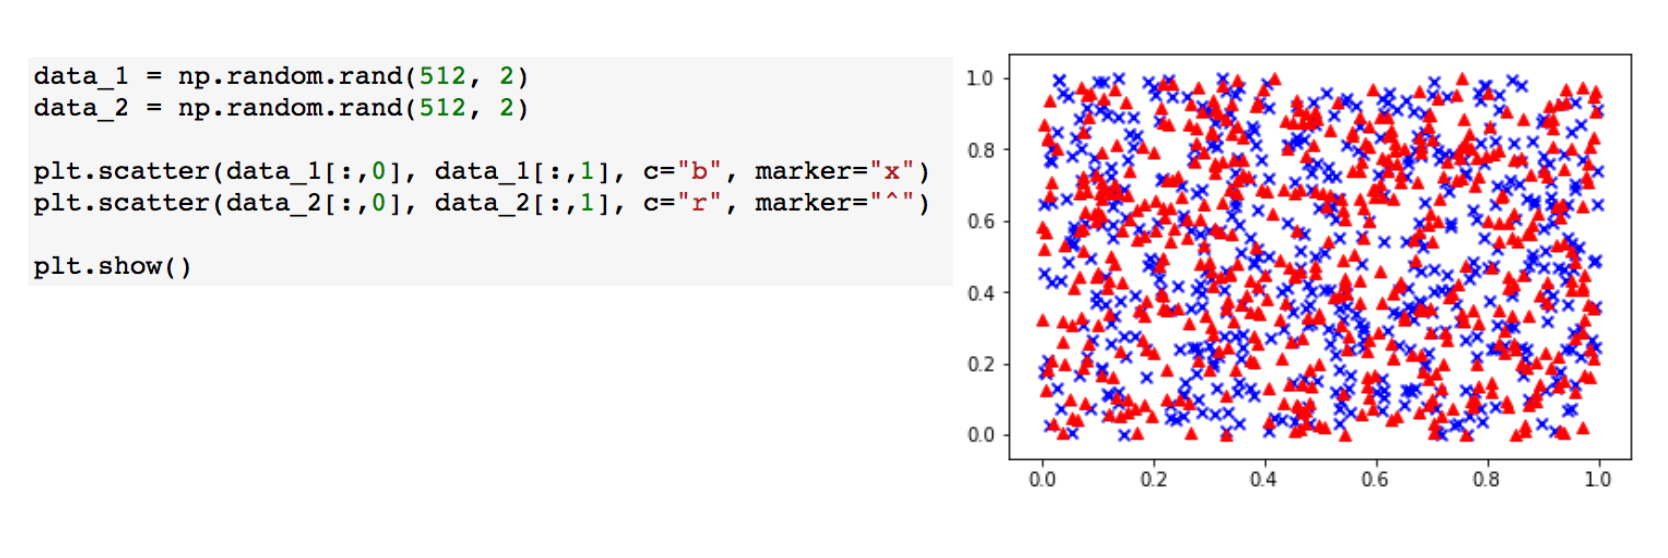 data_1 = np.random.rand(512, 2)
data_2 = np.random.rand(512, 2)
plt.scatter(data_1[:,0], data_1[:,1], c="b", marker="x")
plt.scatter(data_2[:,0], data_2[:,1], c="r", marker="^")
plt.show()
1.0
0.8
0.6
0.4
0.2
0.0
0.0 0.2 0.4 0.6 0.8 1.0